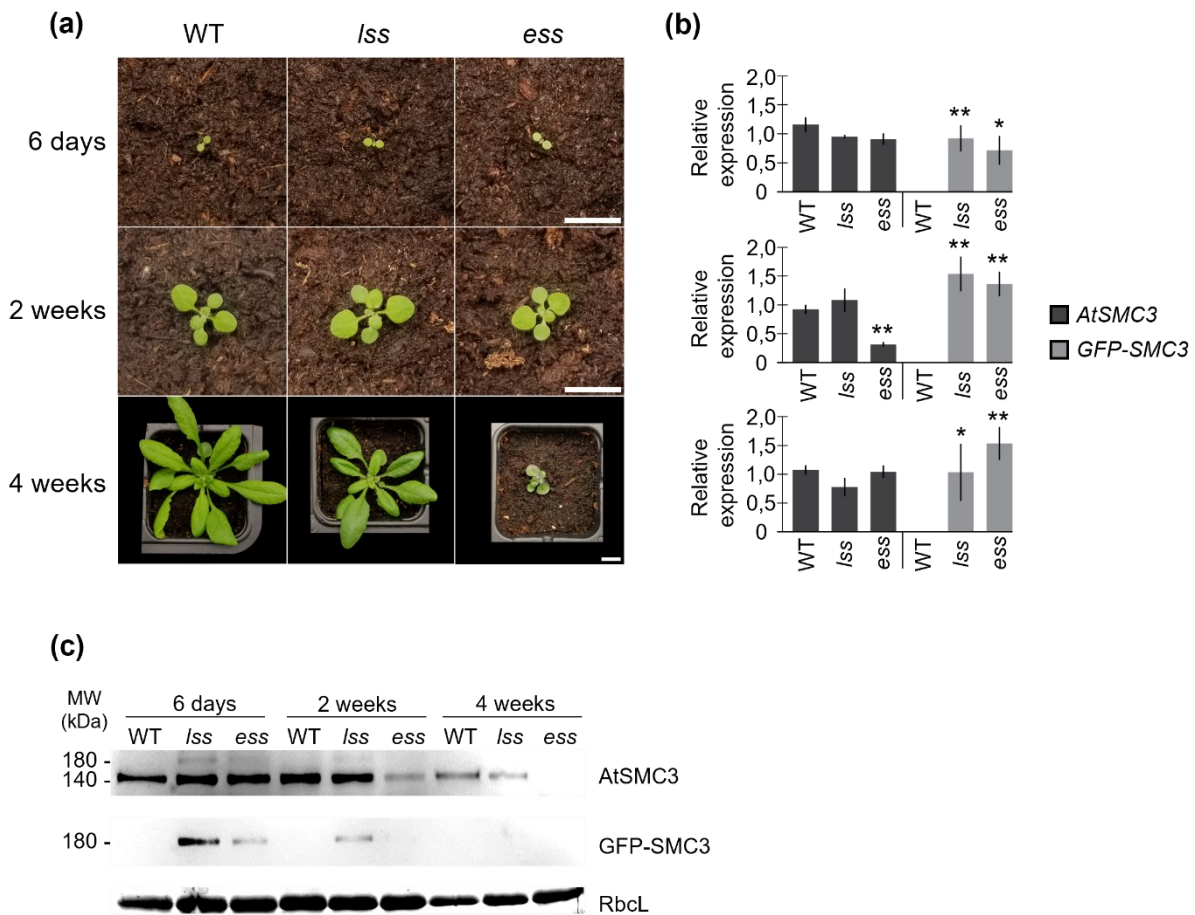 (a)
WT lss ess
6 days
2 weeks
4 weeks
(b)
Relative expression
2,0
1,5
1,0
0,5
0
** *
WT lss ess WT lss ess
Relative expression
2,0
1,5
1,0
0,5
0
** ** **
WT lss ess WT lss ess
Relative expression
2,0
1,5
1,0
0,5
0
* **
WT lss ess WT lss ess
AtSMC3
GFP-SMC3
(c)
MW
(kDa)
6 days 2 weeks 4 weeks
WT lss ess WT lss ess WT lss ess
180 -
140 - AtSMC3
180 - GFP-SMC3
RbcL